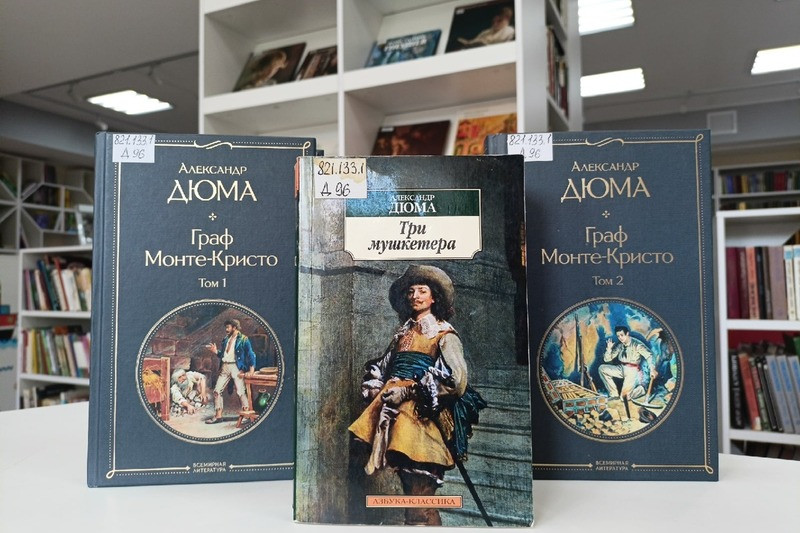 821.133.1
Д 96
АЛЕКСАНДР
ДЮМА
Граф
Монте-Кристо
Том 1
ВСЕМИРНАЯ
ЛИТЕРАТУРА
821.133.1
Д 96
АЛЕКСАНДР
ДЮМА
Три
мушкетера
АЗБУКА-КЛАССИКА
821.133.1
Д 96
АЛЕКСАНДР
ДЮМА
Граф
Монте-Кристо
Том 2
ВСЕМИРНАЯ
ЛИТЕРАТУРА